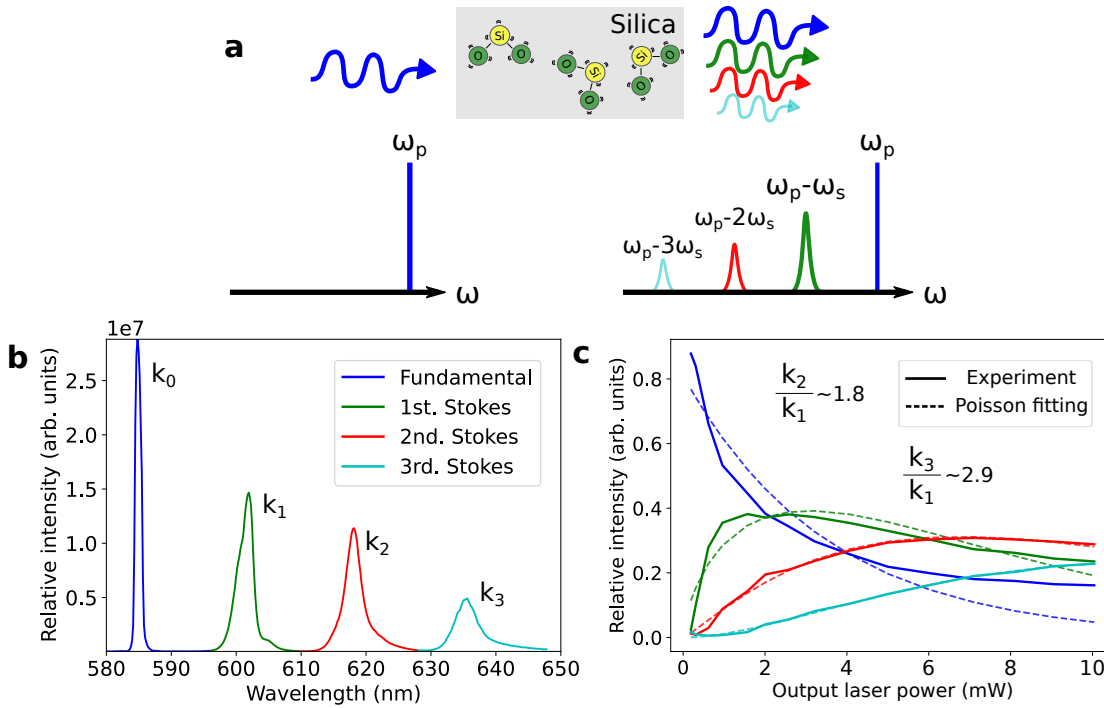 a
Silica
Si
O
O
O
Si
O
Si
O
O
ωp
ω
ωp
ωp-ωs
ωp-2ωs
ωp-3ωs
ω
b
1e7
Relative intensity (arb. units)
2.5
2.0
1.5
1.0
0.5
k0
k1
k2
k3
Fundamental
1st. Stokes
2nd. Stokes
3rd. Stokes
580 590 600 610 620 630 640 650
Wavelength (nm)
c
Relative intensity (arb. units)
0.8
0.6
0.4
0.2
0.0
k2
k1
~1.8
k3
k1
~2.9
Experiment
Poisson fitting
0 2 4 6 8 10
Output laser power (mW)